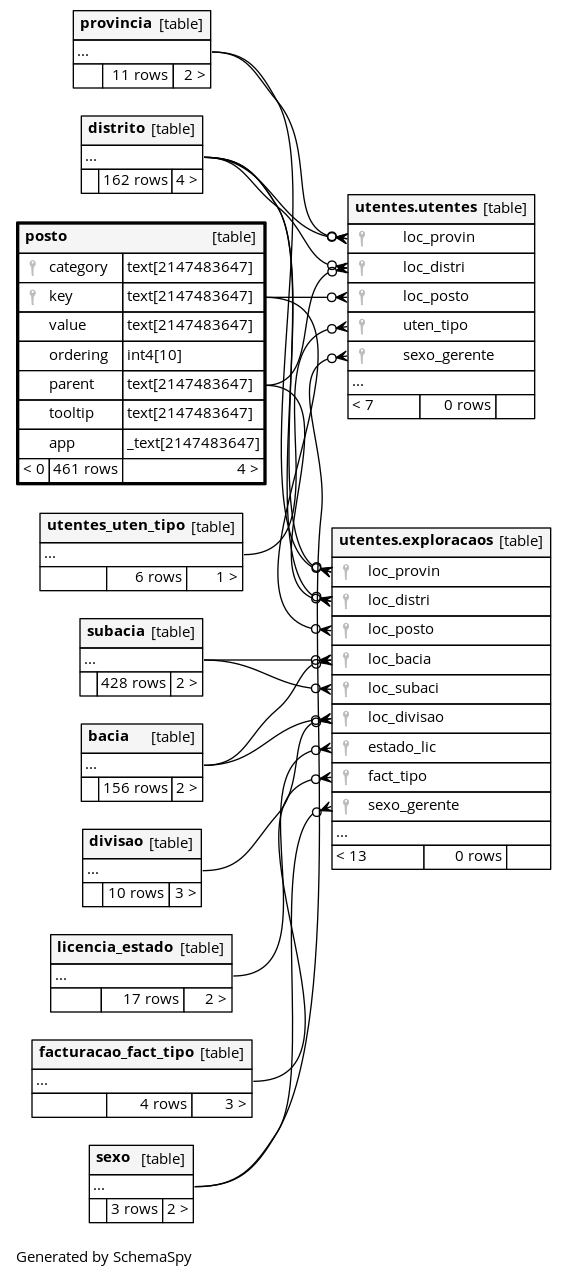 provincia [table]
...
11 rows 2 >
distrito [table]
...
162 rows 4 >
posto [table]
category text[2147483647]
key text[2147483647]
value text[2147483647]
ordering int4[10]
parent text[2147483647]
tooltip text[2147483647]
app _text[2147483647]
< 0 461 rows 4 >
utentes_uten_tipo [table]
...
6 rows 1 >
subacia [table]
...
428 rows 2 >
bacia [table]
...
156 rows 2 >
divisao [table]
...
10 rows 3 >
licencia_estado [table]
...
17 rows 2 >
facturacao_fact_tipo [table]
...
4 rows 3 >
sexo [table]
...
3 rows 2 >
utentes.utentes [table]
loc_provin
loc_distri
loc_posto
uten_tipo
sexo_gerente
...
< 7 0 rows
utentes.exploracaos [table]
loc_provin
loc_distri
loc_posto
loc_bacia
loc_subaci
loc_divisao
estado_lic
fact_tipo
sexo_gerente
...
< 13 0 rows
Generated by SchemaSpy